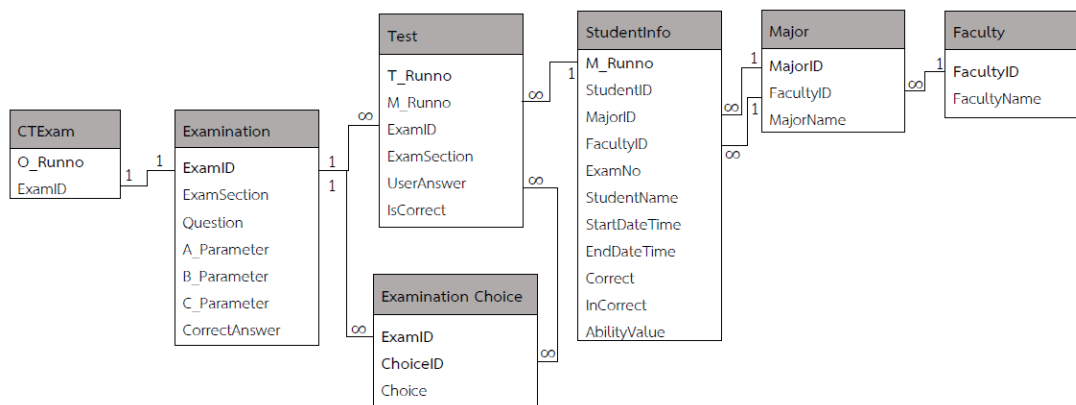 CTExam
O_Runno
ExamID
1
1
Examination
ExamID
ExamSection
Question
A_Parameter
B_Parameter
C_Parameter
CorrectAnswer
1
1
∞
∞
Test
T_Runno
M_Runno
ExamID
ExamSection
UserAnswer
IsCorrect
∞
∞
Examination Choice
ExamID
ChoiceID
Choice
∞
1
StudentInfo
M_Runno
StudentID
MajorID
FacultyID
ExamNo
StudentName
StartDateTime
EndDateTime
Correct
InCorrect
AbilityValue
∞
∞
1
1
Major
MajorID
FacultyID
MajorName
∞
1
Faculty
FacultyID
FacultyName